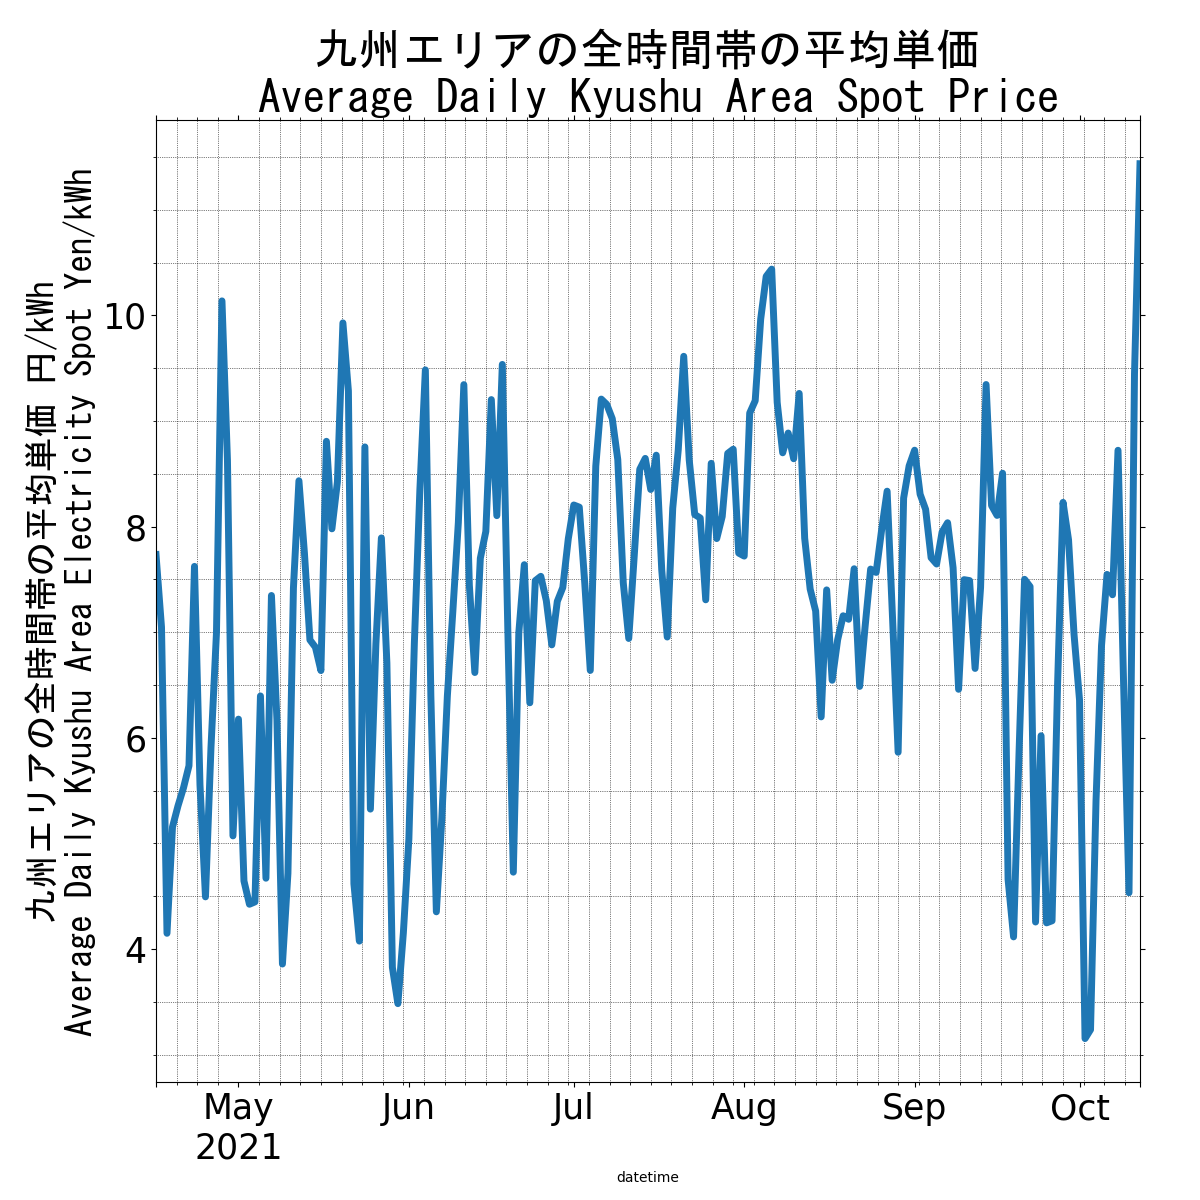 九州エリアの全時間帯の平均単価
Average Daily Kyushu Area Spot Price
九州エリアの全時間帯の平均単価 円/kWh
Average Daily Kyushu Area Electricity Spot Yen/kWh
10
8
6
4
May Jun Jul Aug Sep Oct
2021
datetime